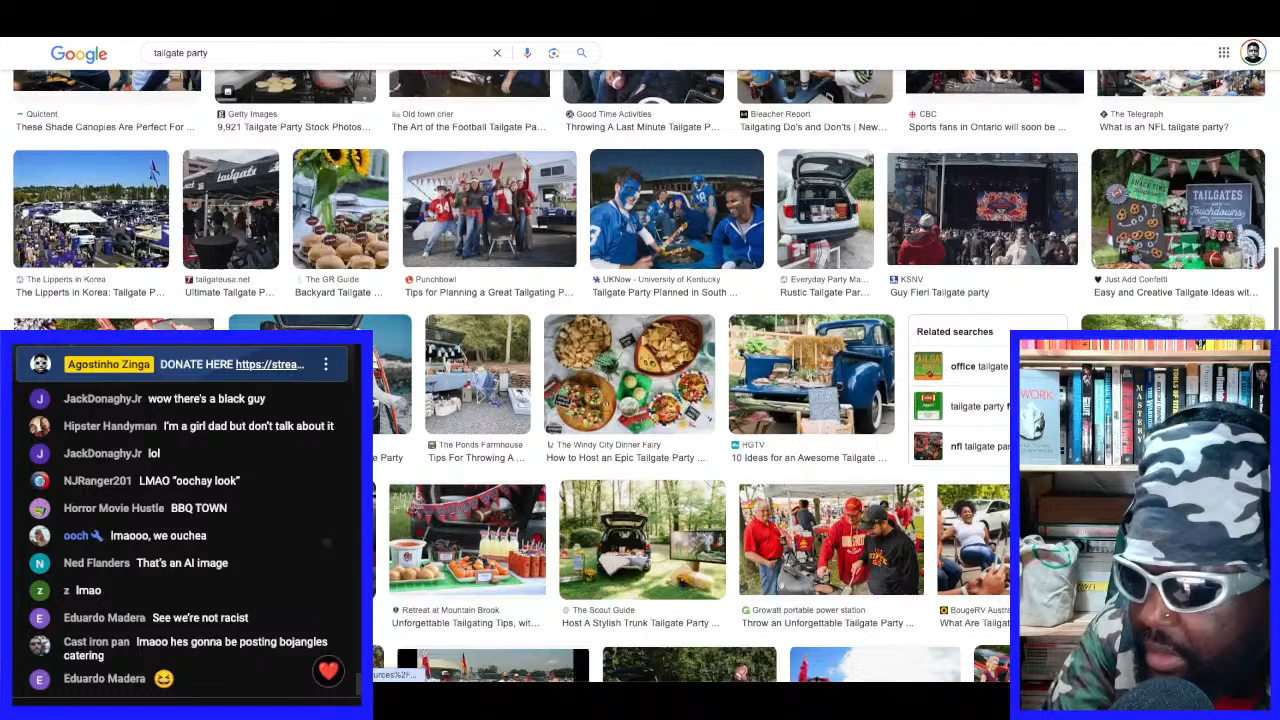 Google
tailgate party
Quictent
These Shade Canopies Are Perfect For ...
Getty Images
9,921 Tailgate Party Stock Photos...
Old town crier
The Art of the Football Tailgate Pa...
Good Time Activities
Throwing A Last Minute Tailgate P...
Bleacher Report
Tailgating Do's and Don'ts | New...
CBC
Sports fans in Ontario will soon be ...
The Telegraph
What is an NFL tailgate party?
tailgate
TAILGATES
AND
Touchdowns
The Lipperts in Korea
The Lipperts in Korea: Tailgate P...
tailgateusa.net
Ultimate Tailgate P...
The GR Guide
Backyard Tailgate ...
Punchbowl
Tips for Planning a Great Tailgating P...
UKNow - University of Kentucky
Tailgate Party Planned in South ...
Everyday Party Ma...
Rustic Tailgate Par...
KSNV
Guy Fieri Tailgate party
Just Add Confetti
Easy and Creative Tailgate Ideas wit...
Related searches
office tailgate
tailgate party f
nfl tailgate par
Party
The Ponds Farmhouse
Tips For Throwing A ...
The Windy City Dinner Fairy
How to Host an Epic Tailgate Party ...
HGTV
10 Ideas for an Awesome Tailgate ...
Retreat at Mountain Brook
Unforgettable Tailgating Tips, wit...
The Scout Guide
Host A Stylish Trunk Tailgate Party ...
Growatt portable power station
Throw an Unforgettable Party ...
BougeRV Austra
What Are Tailgat
urces%2F...
Agostinho Zinga DONATE HERE https://strea...
JackDonaghyJr wow there's a black guy
Hipster Handyman I'm a girl dad but don't talk about it
JackDonaghyJr lol
NJRanger201 LMAO “oochay look”
Horror Movie Hustle BBQ TOWN
ooch lmaooo, we ouchea
Ned Flanders That's an AI image
z lmao
Eduardo Madera See we're not racist
Cast iron pan lmaoo hes gonna be posting bojangles
catering
Eduardo Madera 😆
WORK
MASTERY